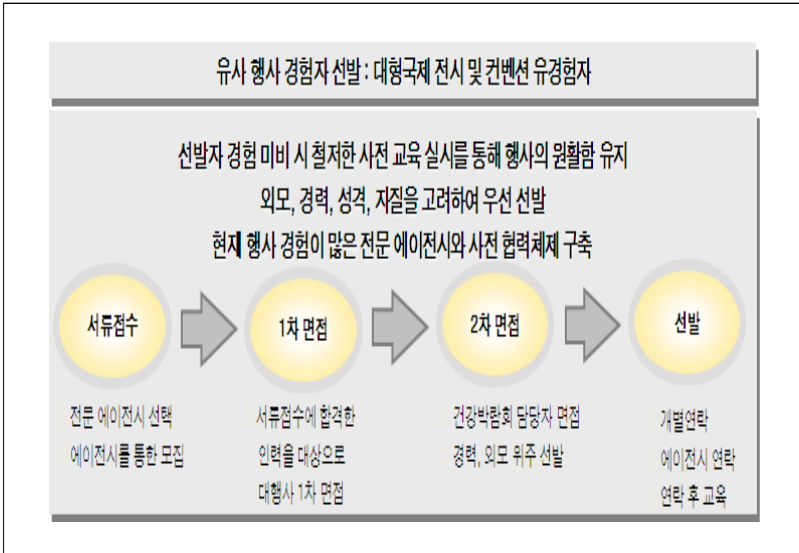 유사 행사 경험자 선발 : 대형국제 전시 및 컨벤션 유경험자
선발자 경험 미비 시 철저한 사전 교육 실시를 통해 행사의 원활함 유지
외모, 경력, 성격, 자질을 고려하여 우선 선발
현재 행사 경험이 많은 전문 에이전시와 사전 협력체제 구축
서류점수
1차 면접
2차 면접
선발
전문 에이전시 선택
에이전시를 통한 모집
서류점수에 합격한
인력을 대상으로
대행사 1차 면접
건강박람회 담당자 면접
경력, 외모 위주 선발
개별연락
에이전시 연락
연락 후 교육